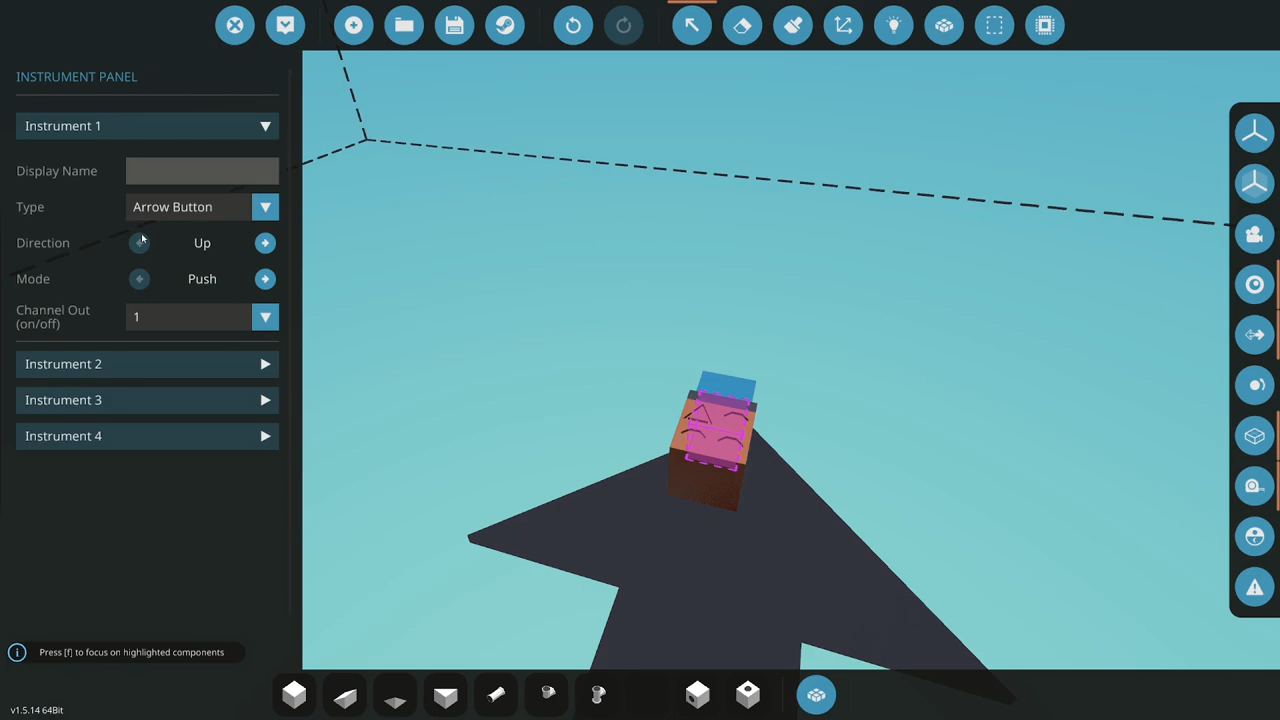 INSTRUMENT PANEL
Instrument 1
Display Name
Type
Arrow Button
Direction
Up
Mode
Push
Channel Out
(on/off)
1
Instrument 2
Instrument 3
Instrument 4
Press [f] to focus on highlighted components
v1.5.14 64Bit